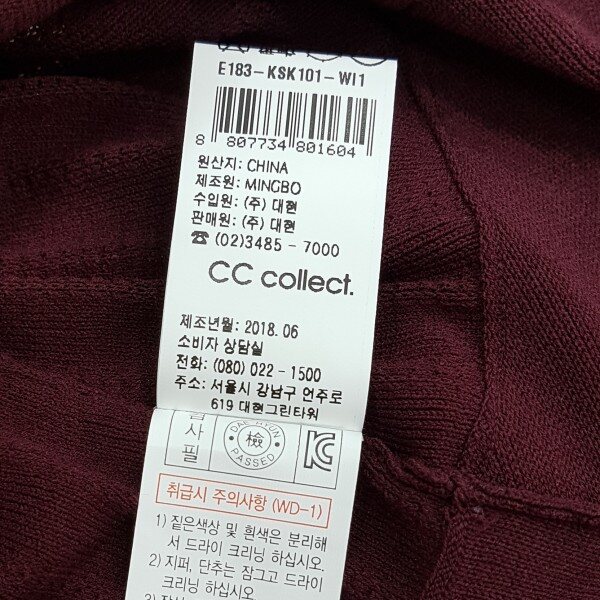 E183-KSK101-WI1
8 807734 801604
원산지: CHINA
제조원: MINGBO
수입원: (주) 대현
판매원: (주) 대현
☎ (02)3485 - 7000
CC collect.
제조년월: 2018. 06
소비자 상담실
전화: (080) 022 - 1500
주소: 서울시 강남구 언주로
619 대현그린타워
사
필
DAE HYUN
檢
PASSED
KC
취급시 주의사항 (WD-1)
1) 짙은색상 및 흰색은 분리해
서 드라이 크리닝 하십시오.
2) 지퍼, 단추는 잠그고 드라이
크리닝 하십시오.